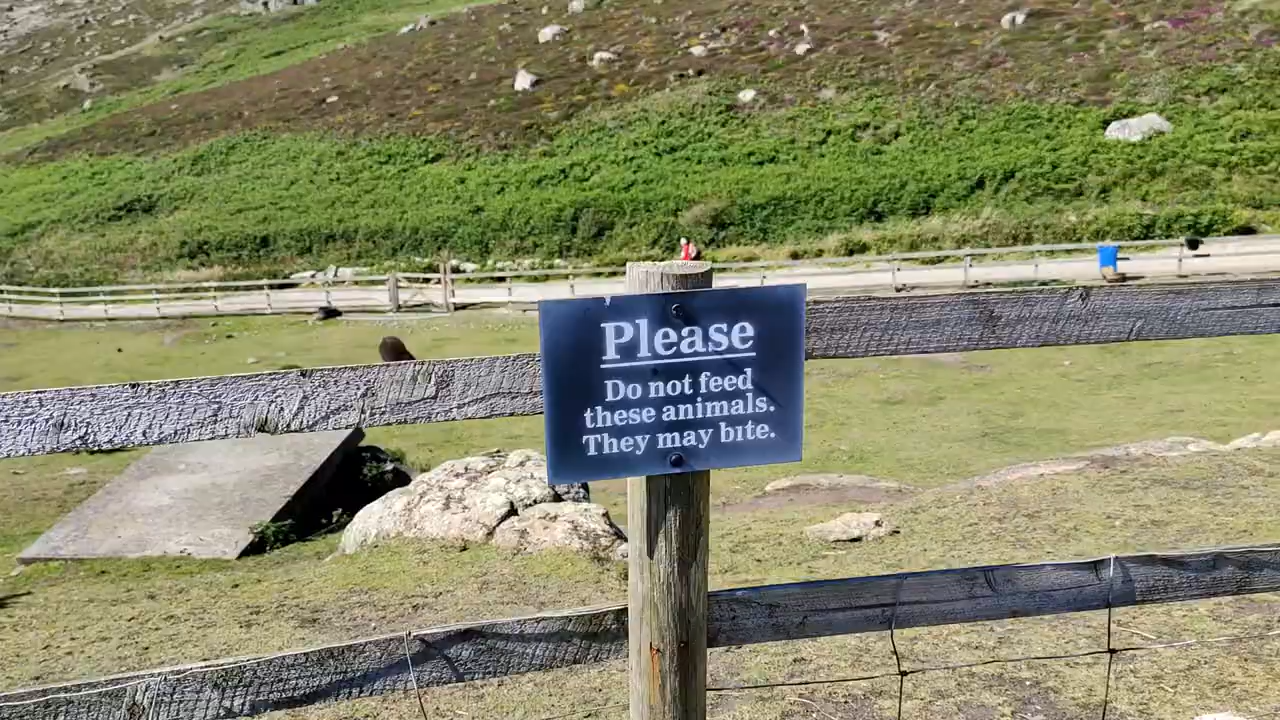 Please
Do not feed
these animals.
They may bite.